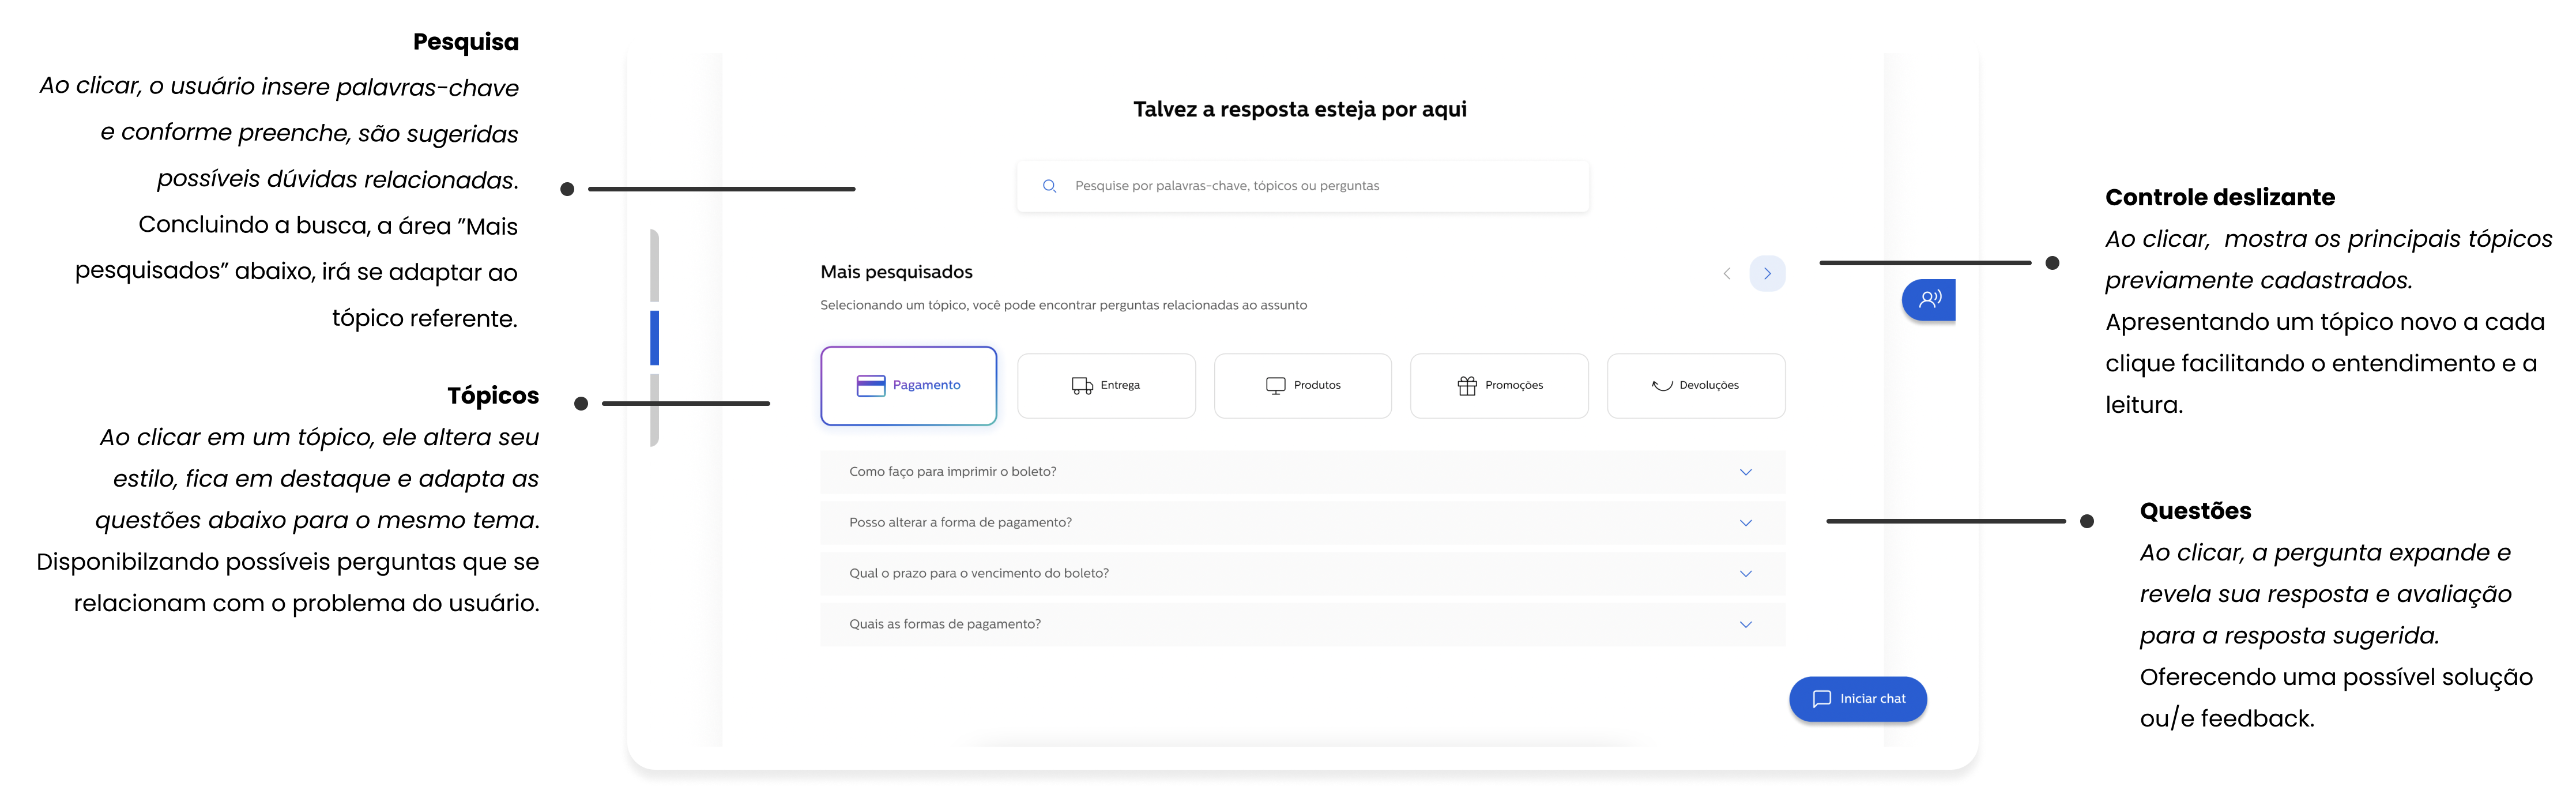 Pesquisa
Ao clicar, o usuário insere palavras-chave
e conforme preenche, são sugeridas
possíveis dúvidas relacionadas.
Concluindo a busca, a área ”Mais
pesquisados” abaixo, irá se adaptar ao
tópico referente.
Tópicos
Ao clicar em um tópico, ele altera seu
estilo, fica em destaque e adapta as
questões abaixo para o mesmo tema.
Disponibilzando possíveis perguntas que se
relacionam com o problema do usuário.
Talvez a resposta esteja por aqui
Pesquise por palavras-chave, tópicos ou perguntas
Mais pesquisados
Selecionando um tópico, você pode encontrar perguntas relacionadas ao assunto
Pagamento
Entrega
Produtos
Promoções
Devoluções
Como faço para imprimir o boleto?
Posso alterar a forma de pagamento?
Qual o prazo para o vencimento do boleto?
Quais as formas de pagamento?
Iniciar chat
Controle deslizante
Ao clicar,  mostra os principais tópicos
previamente cadastrados.
Apresentando um tópico novo a cada
clique facilitando o entendimento e a
leitura.
Questões
Ao clicar, a pergunta expande e
revela sua resposta e avaliação
para a resposta sugerida.
Oferecendo uma possível solução
ou/e feedback.